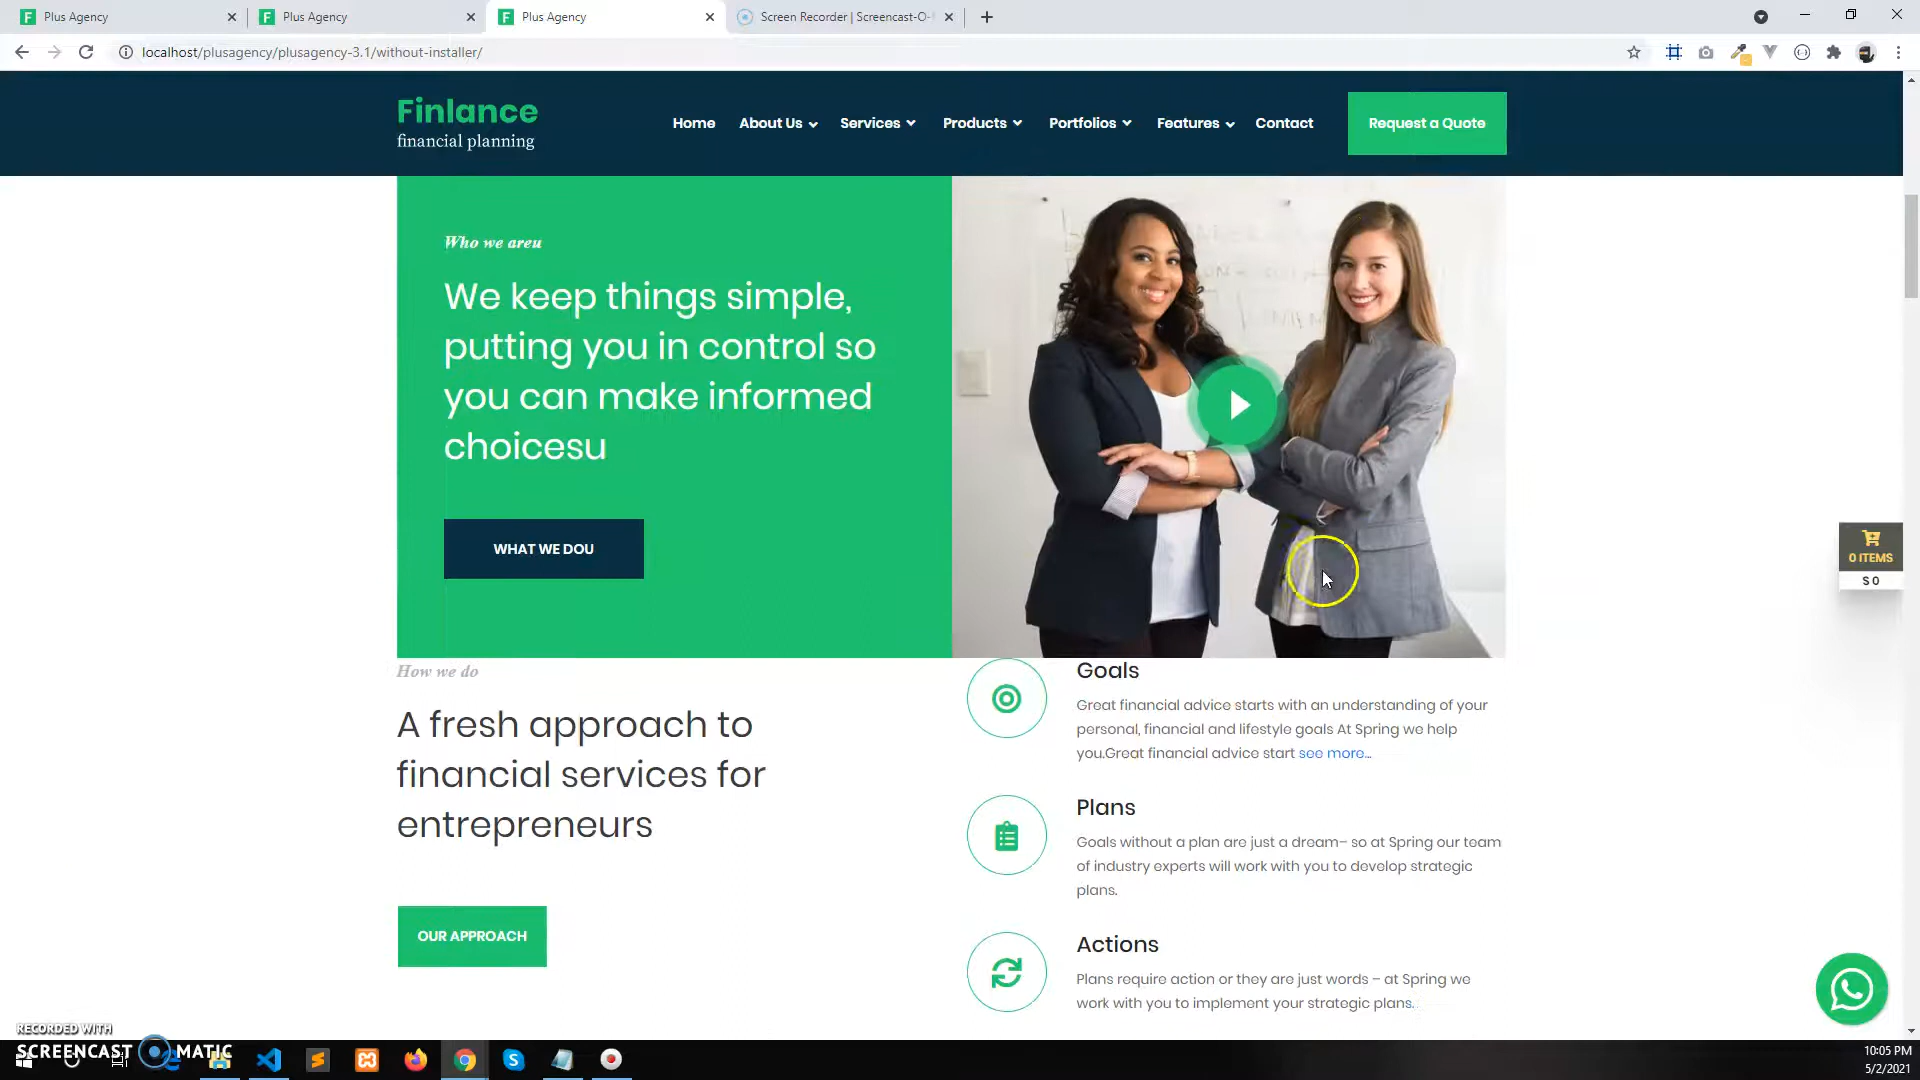 Plus Agency
Plus Agency
Plus Agency
Screen Recorder | Screencast-O-
localhost/plusagency/plusagency-3.1/without-installer/
Finlance
financial planning
Home
About Us
Services
Products
Portfolios
Features
Contact
Request a Quote
Who we areu
We keep things simple,
putting you in control so
you can make informed
choicesu
WHAT WE DOU
0 ITEMS
$ 0
How we do
A fresh approach to
financial services for
entrepreneurs
OUR APPROACH
Goals
Great financial advice starts with an understanding of your
personal, financial and lifestyle goals At Spring we help
you.Great financial advice start see more...
Plans
Goals without a plan are just a dream– so at Spring our team
of industry experts will work with you to develop strategic
plans.
Actions
Plans require action or they are just words – at Spring we
work with you to implement your strategic plans..
RECORDED WITH
SCREENCAST MATIC
10:05 PM
5/2/2021